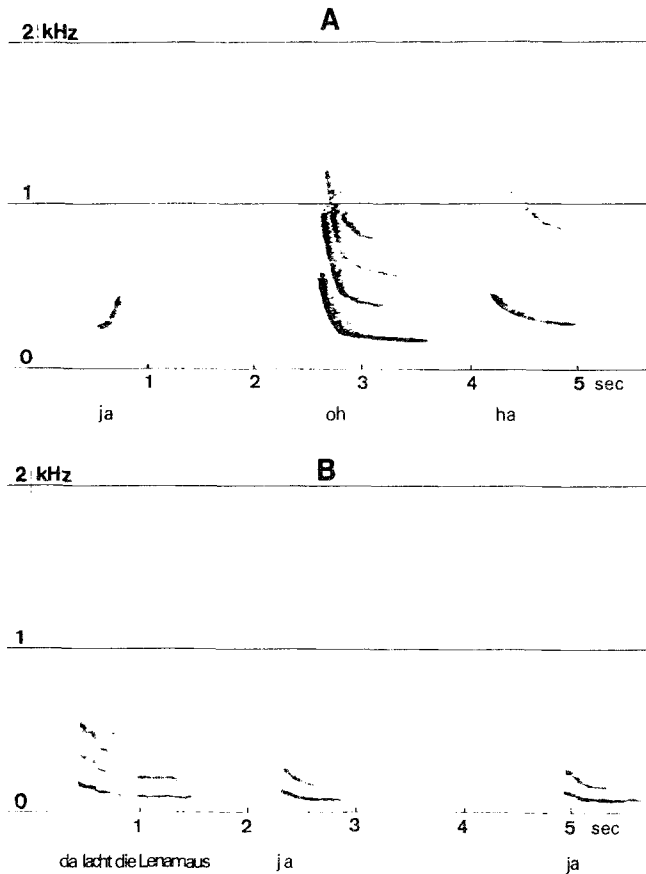 A
2 kHz
1
0
1 2 3 4 5 sec
ja oh ha
B
2 kHz
1
0
1 2 3 4 5 sec
da lacht die Lenamaus ja ja